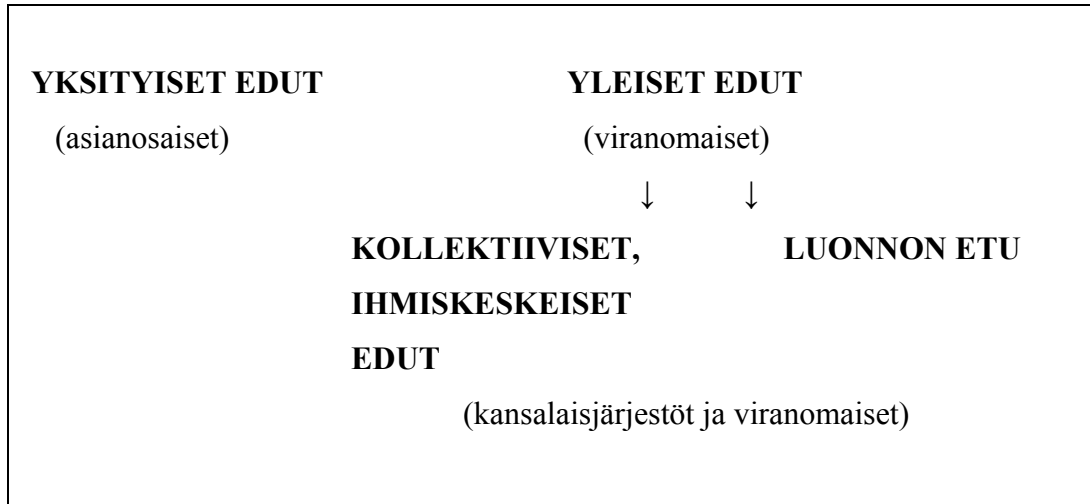 YKSITYISET EDUT YLEISET EDUT
(asianosaiset) (viranomaiset)
↓ ↓
KOLLEKTIIVISET, LUONNON ETU
IHMISKESKEISET
EDUT
(kansalaisjärjestöt ja viranomaiset)